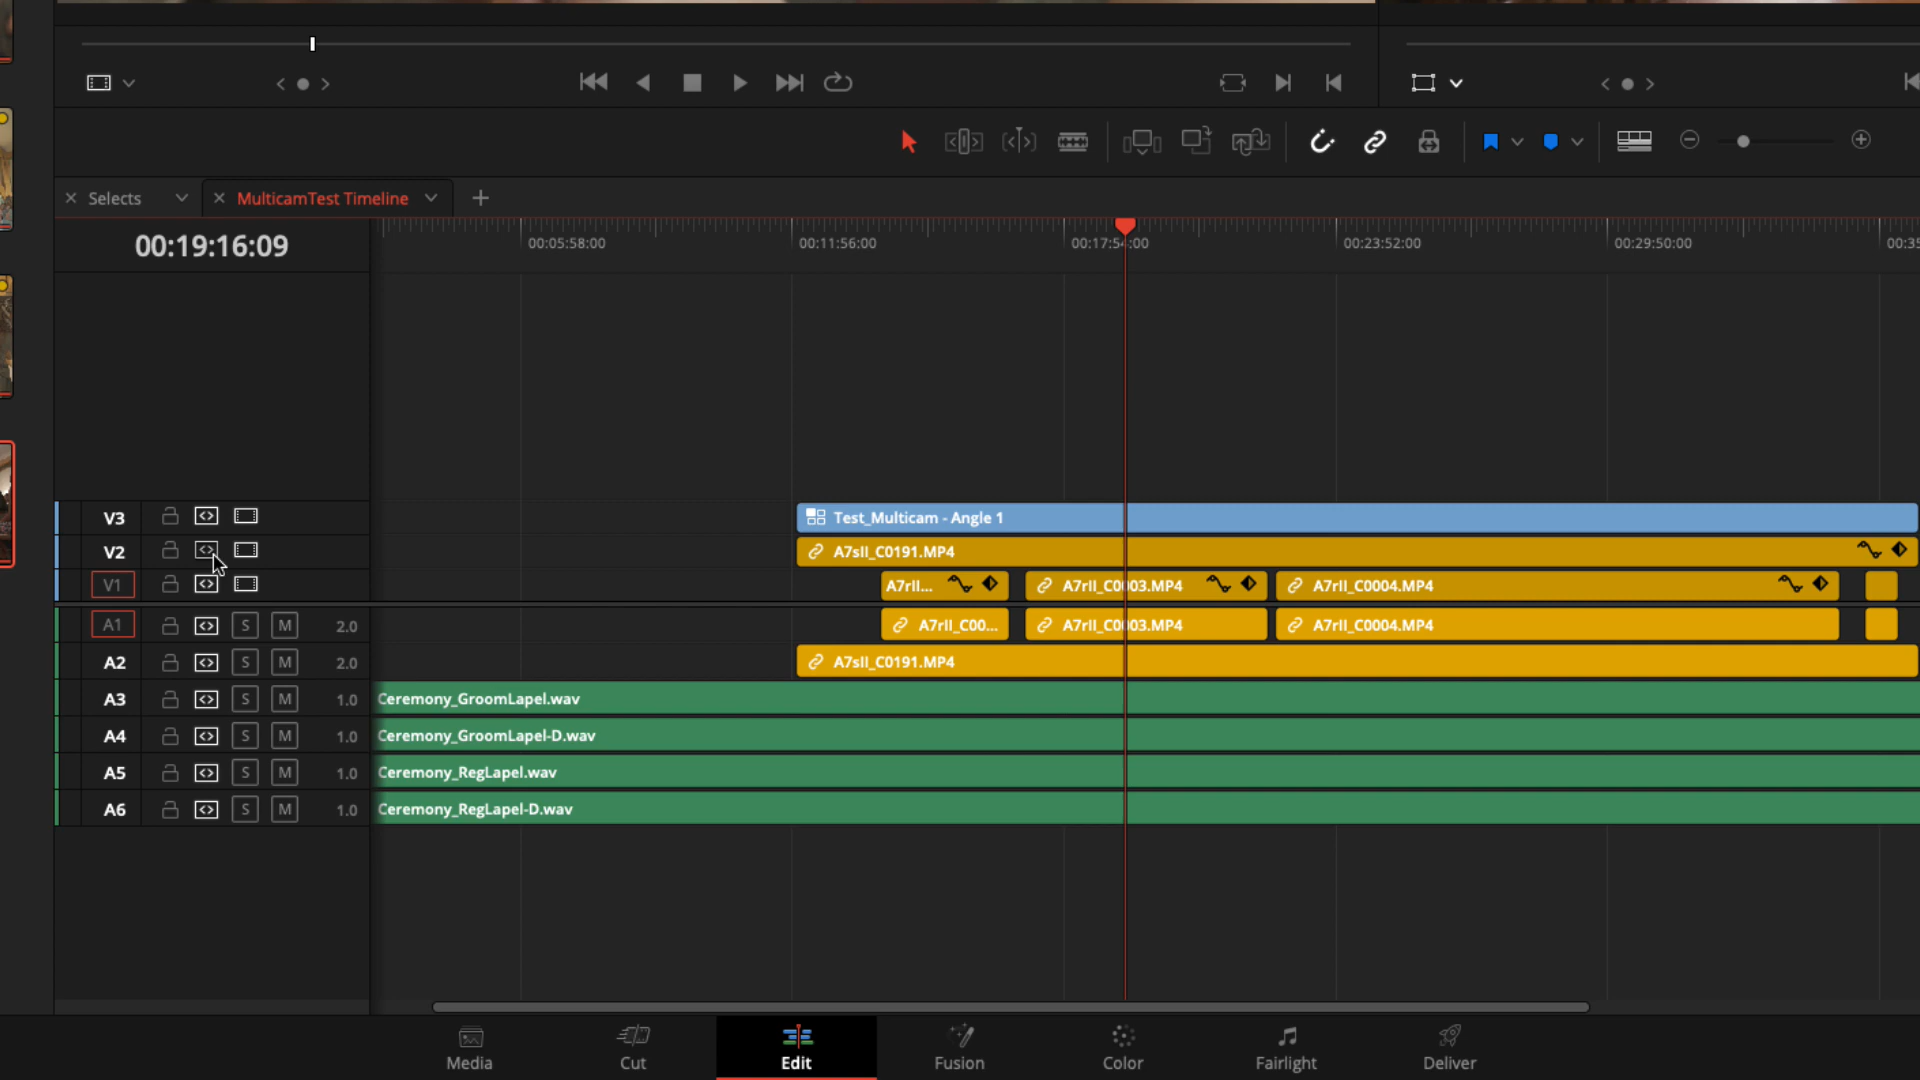 Selects
MulticamTest Timeline
00:19:16:09
00:05:58:00
00:11:56:00
00:17:54:00
00:23:52:00
00:29:50:00
00:35
V3
Test_Multicam - Angle 1
V2
A7sII_C0191.MP4
V1
A7rII...
A7rII_C0003.MP4
A7rII_C0004.MP4
A1 S M 2.0
A7rII_C00...
A7rII_C0003.MP4
A7rII_C0004.MP4
A2 S M 2.0
A7sII_C0191.MP4
A3 S M 1.0
Ceremony_GroomLapel.wav
A4 S M 1.0
Ceremony_GroomLapel-D.wav
A5 S M 1.0
Ceremony_RegLapel.wav
A6 S M 1.0
Ceremony_RegLapel-D.wav
Media
Cut
Edit
Fusion
Color
Fairlight
Deliver